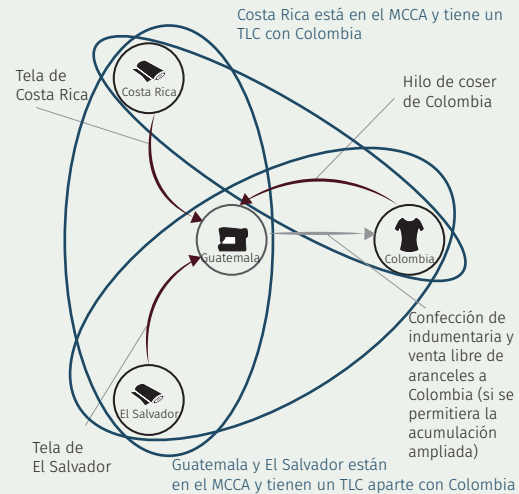 Costa Rica está en el MCCA y tiene un
TLC con Colombia
Tela de
Costa Rica
Costa Rica
Hilo de coser
de Colombia
Guatemala
Colombia
El Salvador
Confección de
indumentaria y
venta libre de
aranceles a
Colombia (si se
permitiera la
acumulación
ampliada)
Tela de
El Salvador
Guatemala y El Salvador están
en el MCCA y tienen un TLC aparte con Colombia